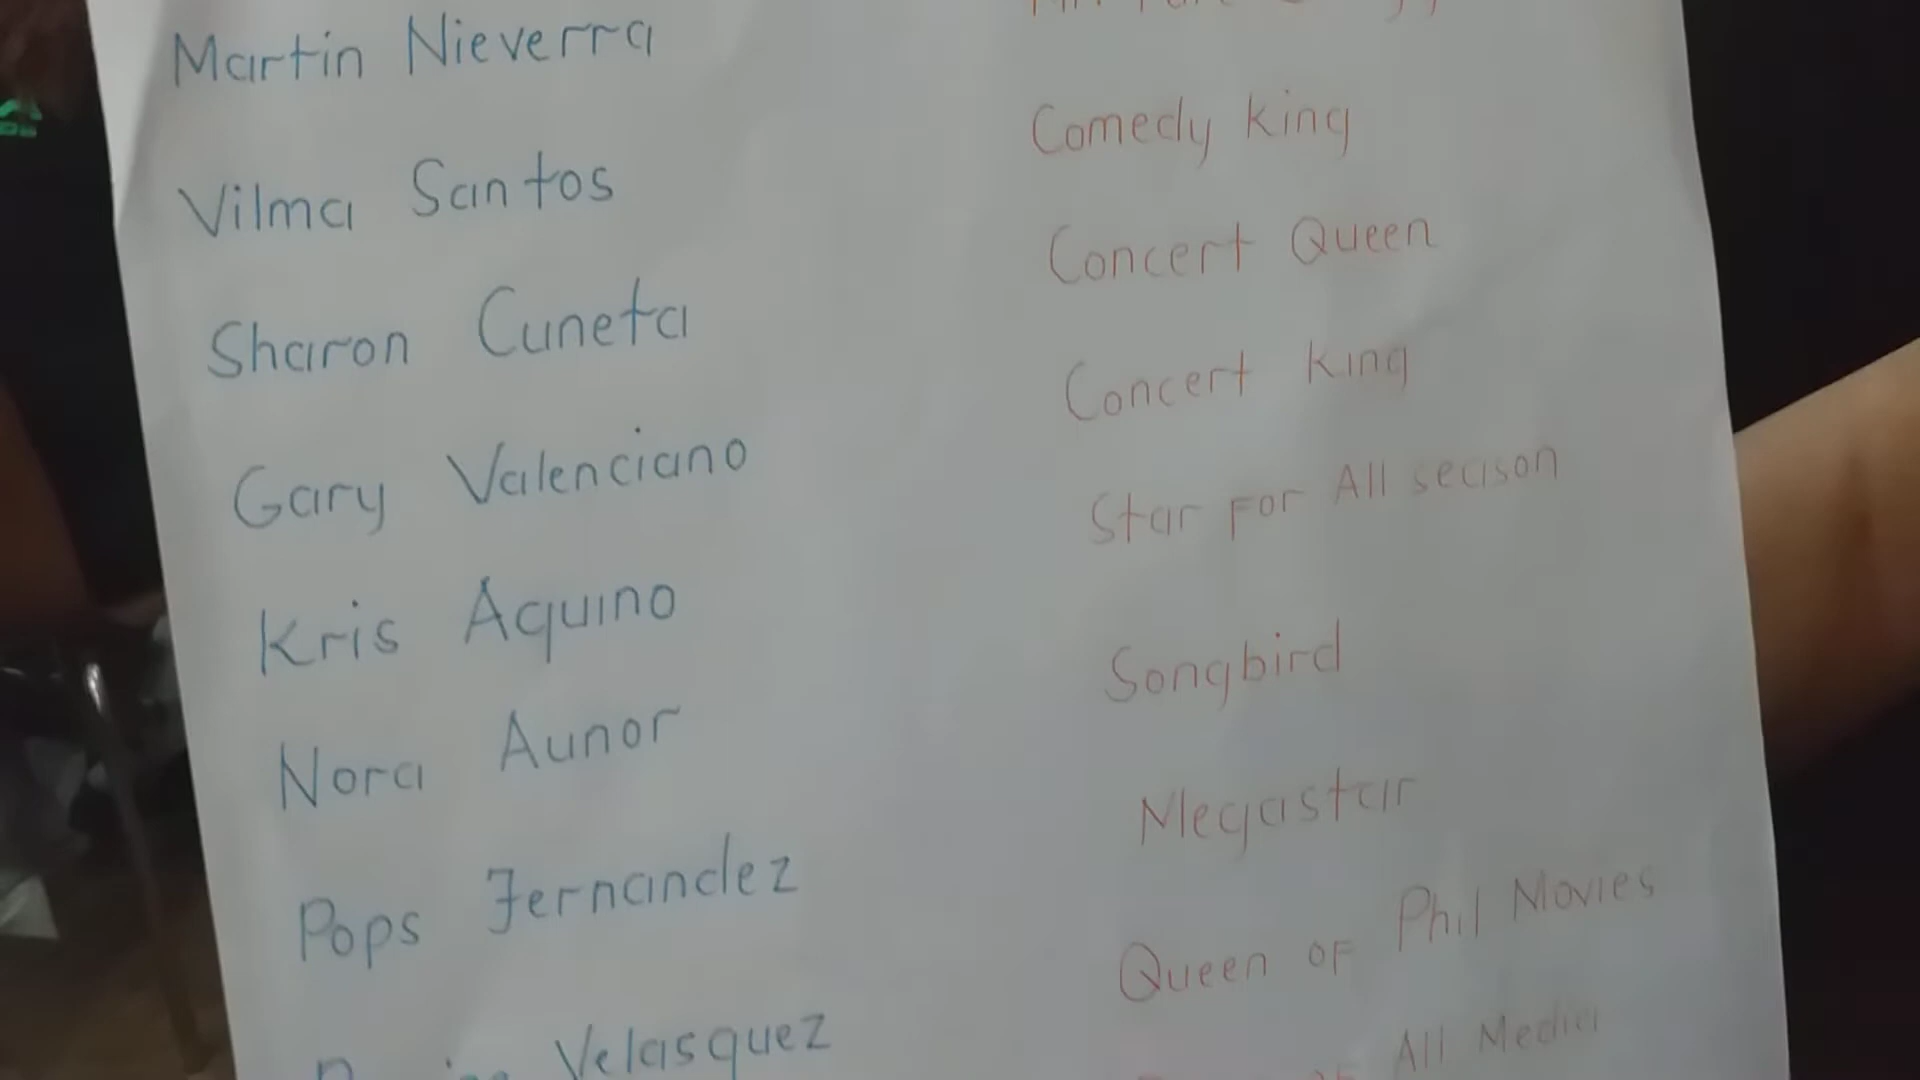 Martin Nieverra
Vilma Santos
Sharon Cuneta
Gary Valenciano
Kris Aquino
Nora Aunor
Pops Fernandez
Velasquez
Comedy king
Concert Queen
Concert King
Star For All season
Songbird
Megastar
Queen of Phil Movies
All Media